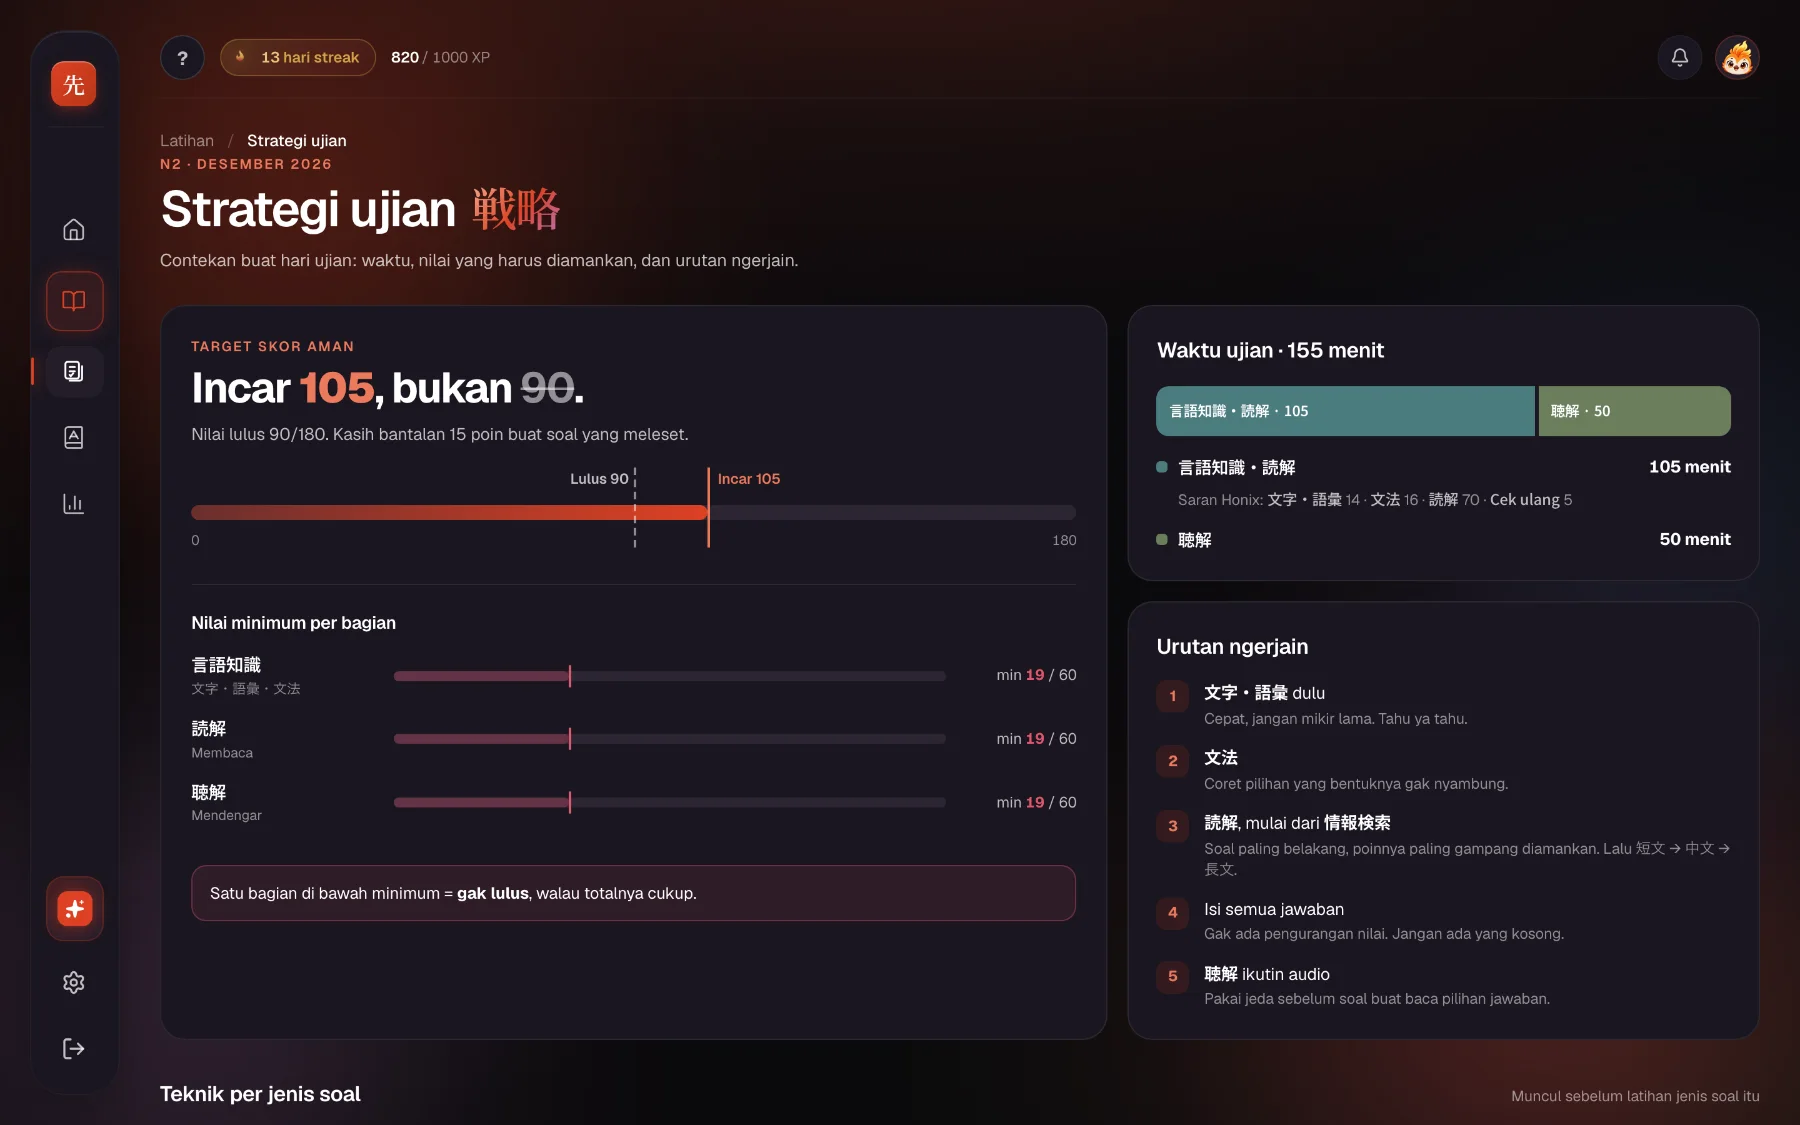 先
?
13 hari streak
820 / 1000 XP
Latihan / Strategi ujian
N2 · DESEMBER 2026
Strategi ujian 戦略
Contekan buat hari ujian: waktu, nilai yang harus diamankan, dan urutan ngerjain.
TARGET SKOR AMAN
Incar 105, bukan 90.
Nilai lulus 90/180. Kasih bantalan 15 poin buat soal yang meleset.
Lulus 90
Incar 105
0
180
Nilai minimum per bagian
言語知識
文字・語彙・文法
min 19 / 60
読解
Membaca
min 19 / 60
聴解
Mendengar
min 19 / 60
Satu bagian di bawah minimum = gak lulus, walau totalnya cukup.
Waktu ujian · 155 menit
言語知識・読解 · 105
聴解 · 50
言語知識・読解
105 menit
Saran Honix: 文字・語彙 14 · 文法 16 · 読解 70 · Cek ulang 5
聴解
50 menit
Urutan ngerjain
1
文字・語彙 dulu
Cepat, jangan mikir lama. Tahu ya tahu.
2
文法
Coret pilihan yang bentuknya gak nyambung.
3
読解, mulai dari 情報検索
Soal paling belakang, poinnya paling gampang diamankan. Lalu 短文 → 中文 →
長文.
4
Isi semua jawaban
Gak ada pengurangan nilai. Jangan ada yang kosong.
5
聴解 ikutin audio
Pakai jeda sebelum soal buat baca pilihan jawaban.
Teknik per jenis soal
Muncul sebelum latihan jenis soal itu